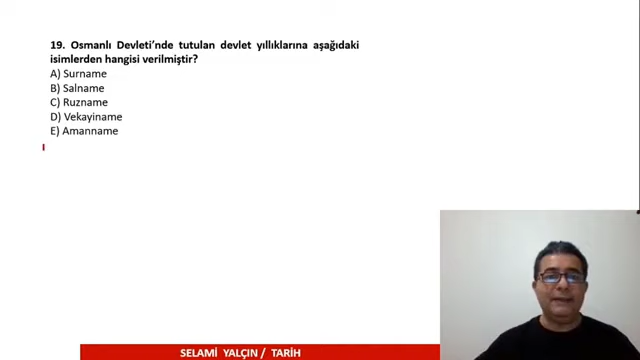 19. Osmanlı Devleti’nde tutulan devlet yıllıklarına aşağıdaki
isimlerden hangisi verilmiştir?
A) Surname
B) Salname
C) Ruzname
D) Vekayiname
E) Amanname
SELAMİ YALÇIN / TARİH